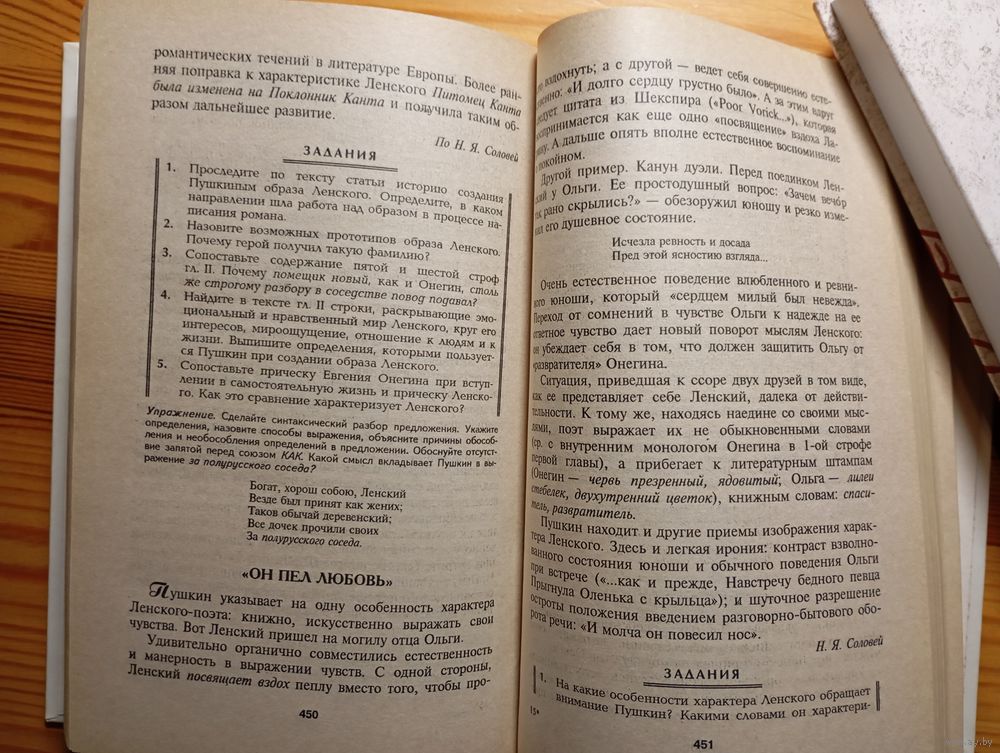 романтических течений в литературе Европы. Более ран-
няя поправка к характеристике Ленского Питомец Канта
была изменена на Поклонник Канта и получила таким об-
разом дальнейшее развитие.
По Н. Я. Соловей
ЗАДАНИЯ
1. Проследите по тексту статьи историю создания
Пушкиным образа Ленского. Определите, в каком
направлении шла работа над образом в процессе на-
писания романа.
2. Назовите возможных прототипов образа Ленского.
Почему герой получил такую фамилию?
3. Сопоставьте содержание пятой и шестой строф
гл. II. Почему помещик новый, как и Онегин, столь
же строгому разбору в соседстве повод подавал?
4. Найдите в тексте гл. II строки, раскрывающие эмо-
циональный и нравственный мир Ленского, круг его
интересов, мироощущение, отношение к людям и к
жизни. Выпишите определения, которыми пользует-
ся Пушкин при создании образа Ленского.
5. Сопоставьте прическу Евгения Онегина при вступ-
лении в самостоятельную жизнь и прическу Ленско-
го. Как это сравнение характеризует Ленского?
Упражнение. Сделайте синтаксический разбор предложения. Укажите
определения, назовите способы выражения, объясните причины обособ-
ления и необособления определений в предложении. Обоснуйте отсутст-
вие запятой перед союзом КАК. Какой смысл вкладывает Пушкин в вы-
ражение за полурусского соседа?
Богат, хорош собою, Ленский
Везде был принят как жених;
Таков обычай деревенский;
Все дочек прочили своих
За полурусского соседа.
«ОН ПЕЛ ЛЮБОВЬ»
Пушкин указывает на одну особенность характера
Ленского-поэта: книжно, искусственно выражать свои
чувства. Вот Ленский пришел на могилу отца Ольги.
Удивительно органично совместились естественность
и манерность в выражении чувств. С одной стороны,
Ленский посвящает вздох пеплу вместо того, чтобы про-
450
вздохнуть; а с другой — ведет себя совершенно есте-
ственно: «И долго сердцу грустно было». А за этим вдруг
следует цитата из Шекспира («Poor Yorick...»), которая
воспринимается как еще одно «посвящение» вздоха Ла-
рину. А дальше опять вполне естественное воспоминание
о покойном.
Другой пример. Канун дуэли. Перед поединком Лен-
ский у Ольги. Ее простодушный вопрос: «Зачем вечо́р
так рано скрылись?» — обезоружил юношу и резко изме-
нил его душевное состояние.
Исчезла ревность и досада
Пред этой ясностию взгляда...
Очень естественное поведение влюбленного и ревни-
вого юноши, который «сердцем милый был невежда».
Переход от сомнений в чувстве Ольги к надежде на ее
ответное чувство дает новый поворот мыслям Ленского:
он убеждает себя в том, что должен защитить Ольгу от
«развратителя» Онегина.
Ситуация, приведшая к ссоре двух друзей в том виде,
как ее представляет себе Ленский, далека от действи-
тельности. К тому же, находясь наедине со своими мыс-
лями, поэт выражает их не обыкновенными словами
(ср. с внутренним монологом Онегина в 1-ой строфе
первой главы), а прибегает к литературным штампам
(Онегин — червь презренный, ядовитый; Ольга — лилеи
стебелек, двухутренний цветок), книжным словам: спаси-
тель, развратитель.
Пушкин находит и другие приемы изображения харак-
тера Ленского. Здесь и легкая ирония: контраст взволно-
ванного состояния юноши и обычного поведения Ольги
при встрече («...как и прежде, Навстречу бедного певца
Прыгнула Оленька с крыльца»); и шуточное разрешение
остроты положения введением разговорно-бытового обо-
рота речи: «И молча он повесил нос».
Н. Я. Соловей
ЗАДАНИЯ
1. На какие особенности характера Ленского обращает
внимание Пушкин? Какими словами он характери-
15*
451